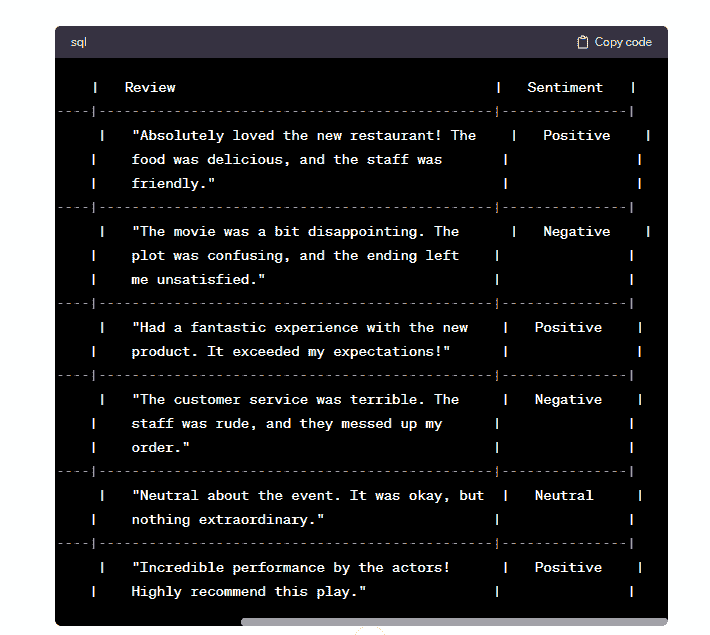 sql Copy code
| Review | Sentiment |
----|-----------------------------------------------|---------------|
| "Absolutely loved the new restaurant! The | Positive |
| food was delicious, and the staff was | |
| friendly." | |
----|-----------------------------------------------|---------------|
| "The movie was a bit disappointing. The | Negative |
| plot was confusing, and the ending left | |
| me unsatisfied." | |
----|-----------------------------------------------|---------------|
| "Had a fantastic experience with the new | Positive |
| product. It exceeded my expectations!" | |
----|-----------------------------------------------|---------------|
| "The customer service was terrible. The | Negative |
| staff was rude, and they messed up my | |
| order." | |
----|-----------------------------------------------|---------------|
| "Neutral about the event. It was okay, but | Neutral |
| nothing extraordinary." | |
----|-----------------------------------------------|---------------|
| "Incredible performance by the actors! | Positive |
| Highly recommend this play." | |